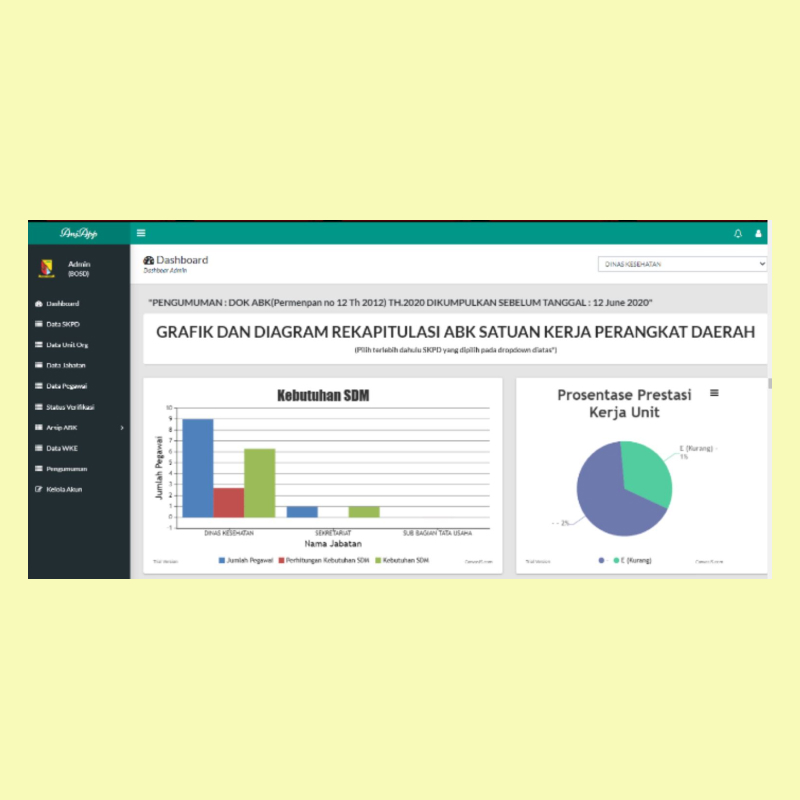 AnjApp
Admin
(BOSD)
Dashboard
Data SKPD
Data Unit Org
Data Jabatan
Data Pegawai
Status Verifikasi
Arsip ABK
Data WKE
Pengumuman
Kelola Akun
Dashboard
Dashboar Admin
DINAS KESEHATAN
"PENGUMUMAN : DOK ABK(Permenpan no 12 Th 2012) TH.2020 DIKUMPULKAN SEBELUM TANGGAL : 12 June 2020"
GRAFIK DAN DIAGRAM REKAPITULASI ABK SATUAN KERJA PERANGKAT DAERAH
(Pilih terlebih dahulu SKPD yang dipilih pada dropdown diatas*)
Kebutuhan SDM
Jumlah Pegawai
10
9
8
7
6
5
4
3
2
1
0
-1
DINAS KESEHATAN
SEKRETARIAT
SUB BAGIAN TATA USAHA
Nama Jabatan
Jumlah Pegawai
Perhitungan Kebutuhan SDM
Kebutuhan SDM
Trial Version
CanvasJS.com
Prosentase Prestasi
Kerja Unit
E (Kurang) -
1%
- - 2%
-
E (Kurang)
Trial Version
CanvasJS.com